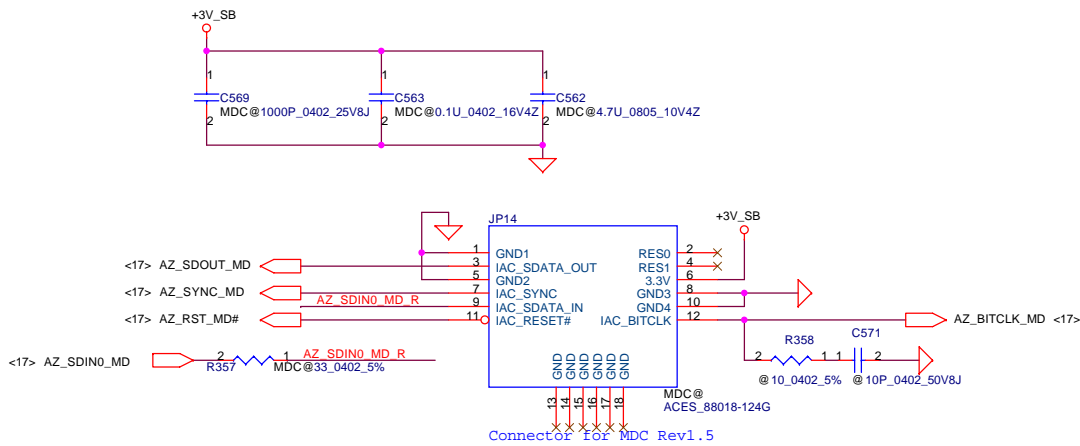 +3V_SB
1 1 1
C569 C563 C562
MDC@1000P_0402_25V8J MDC@0.1U_0402_16V4Z MDC@4.7U_0805_10V4Z
2 2 2
JP14 +3V_SB
1 GND1 RES0 2
<17> AZ_SDOUT_MD 3 IAC_SDATA_OUT RES1 4
5 GND2 3.3V 6
<17> AZ_SYNC_MD 7 IAC_SYNC GND3 8
AZ_SDIN0_MD_R 9 IAC_SDATA_IN GND4 10
<17> AZ_RST_MD# 11 IAC_RESET# IAC_BITCLK 12 AZ_BITCLK_MD <17>
<17> AZ_SDIN0_MD 2 1 AZ_SDIN0_MD_R
R357 MDC@33_0402_5%
R358 C571
2 1 1 2
@10_0402_5% @10P_0402_50V8J
GND GND GND GND GND GND
13 14 15 16 17 18
MDC@
ACES_88018-124G
Connector for MDC Rev1.5